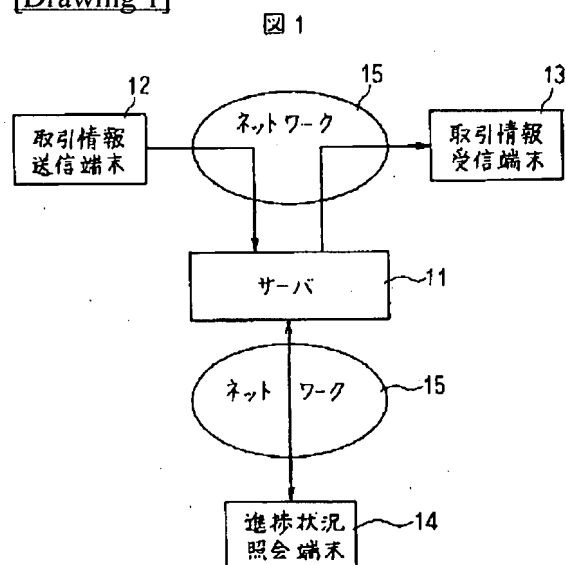 [Drawing 1]
図 1
12
15
13
取引情報
送信端末
ネットワーク
取引情報
受信端末
サーバ
11
ネットワーク
15
進捗状況
照会端末
14